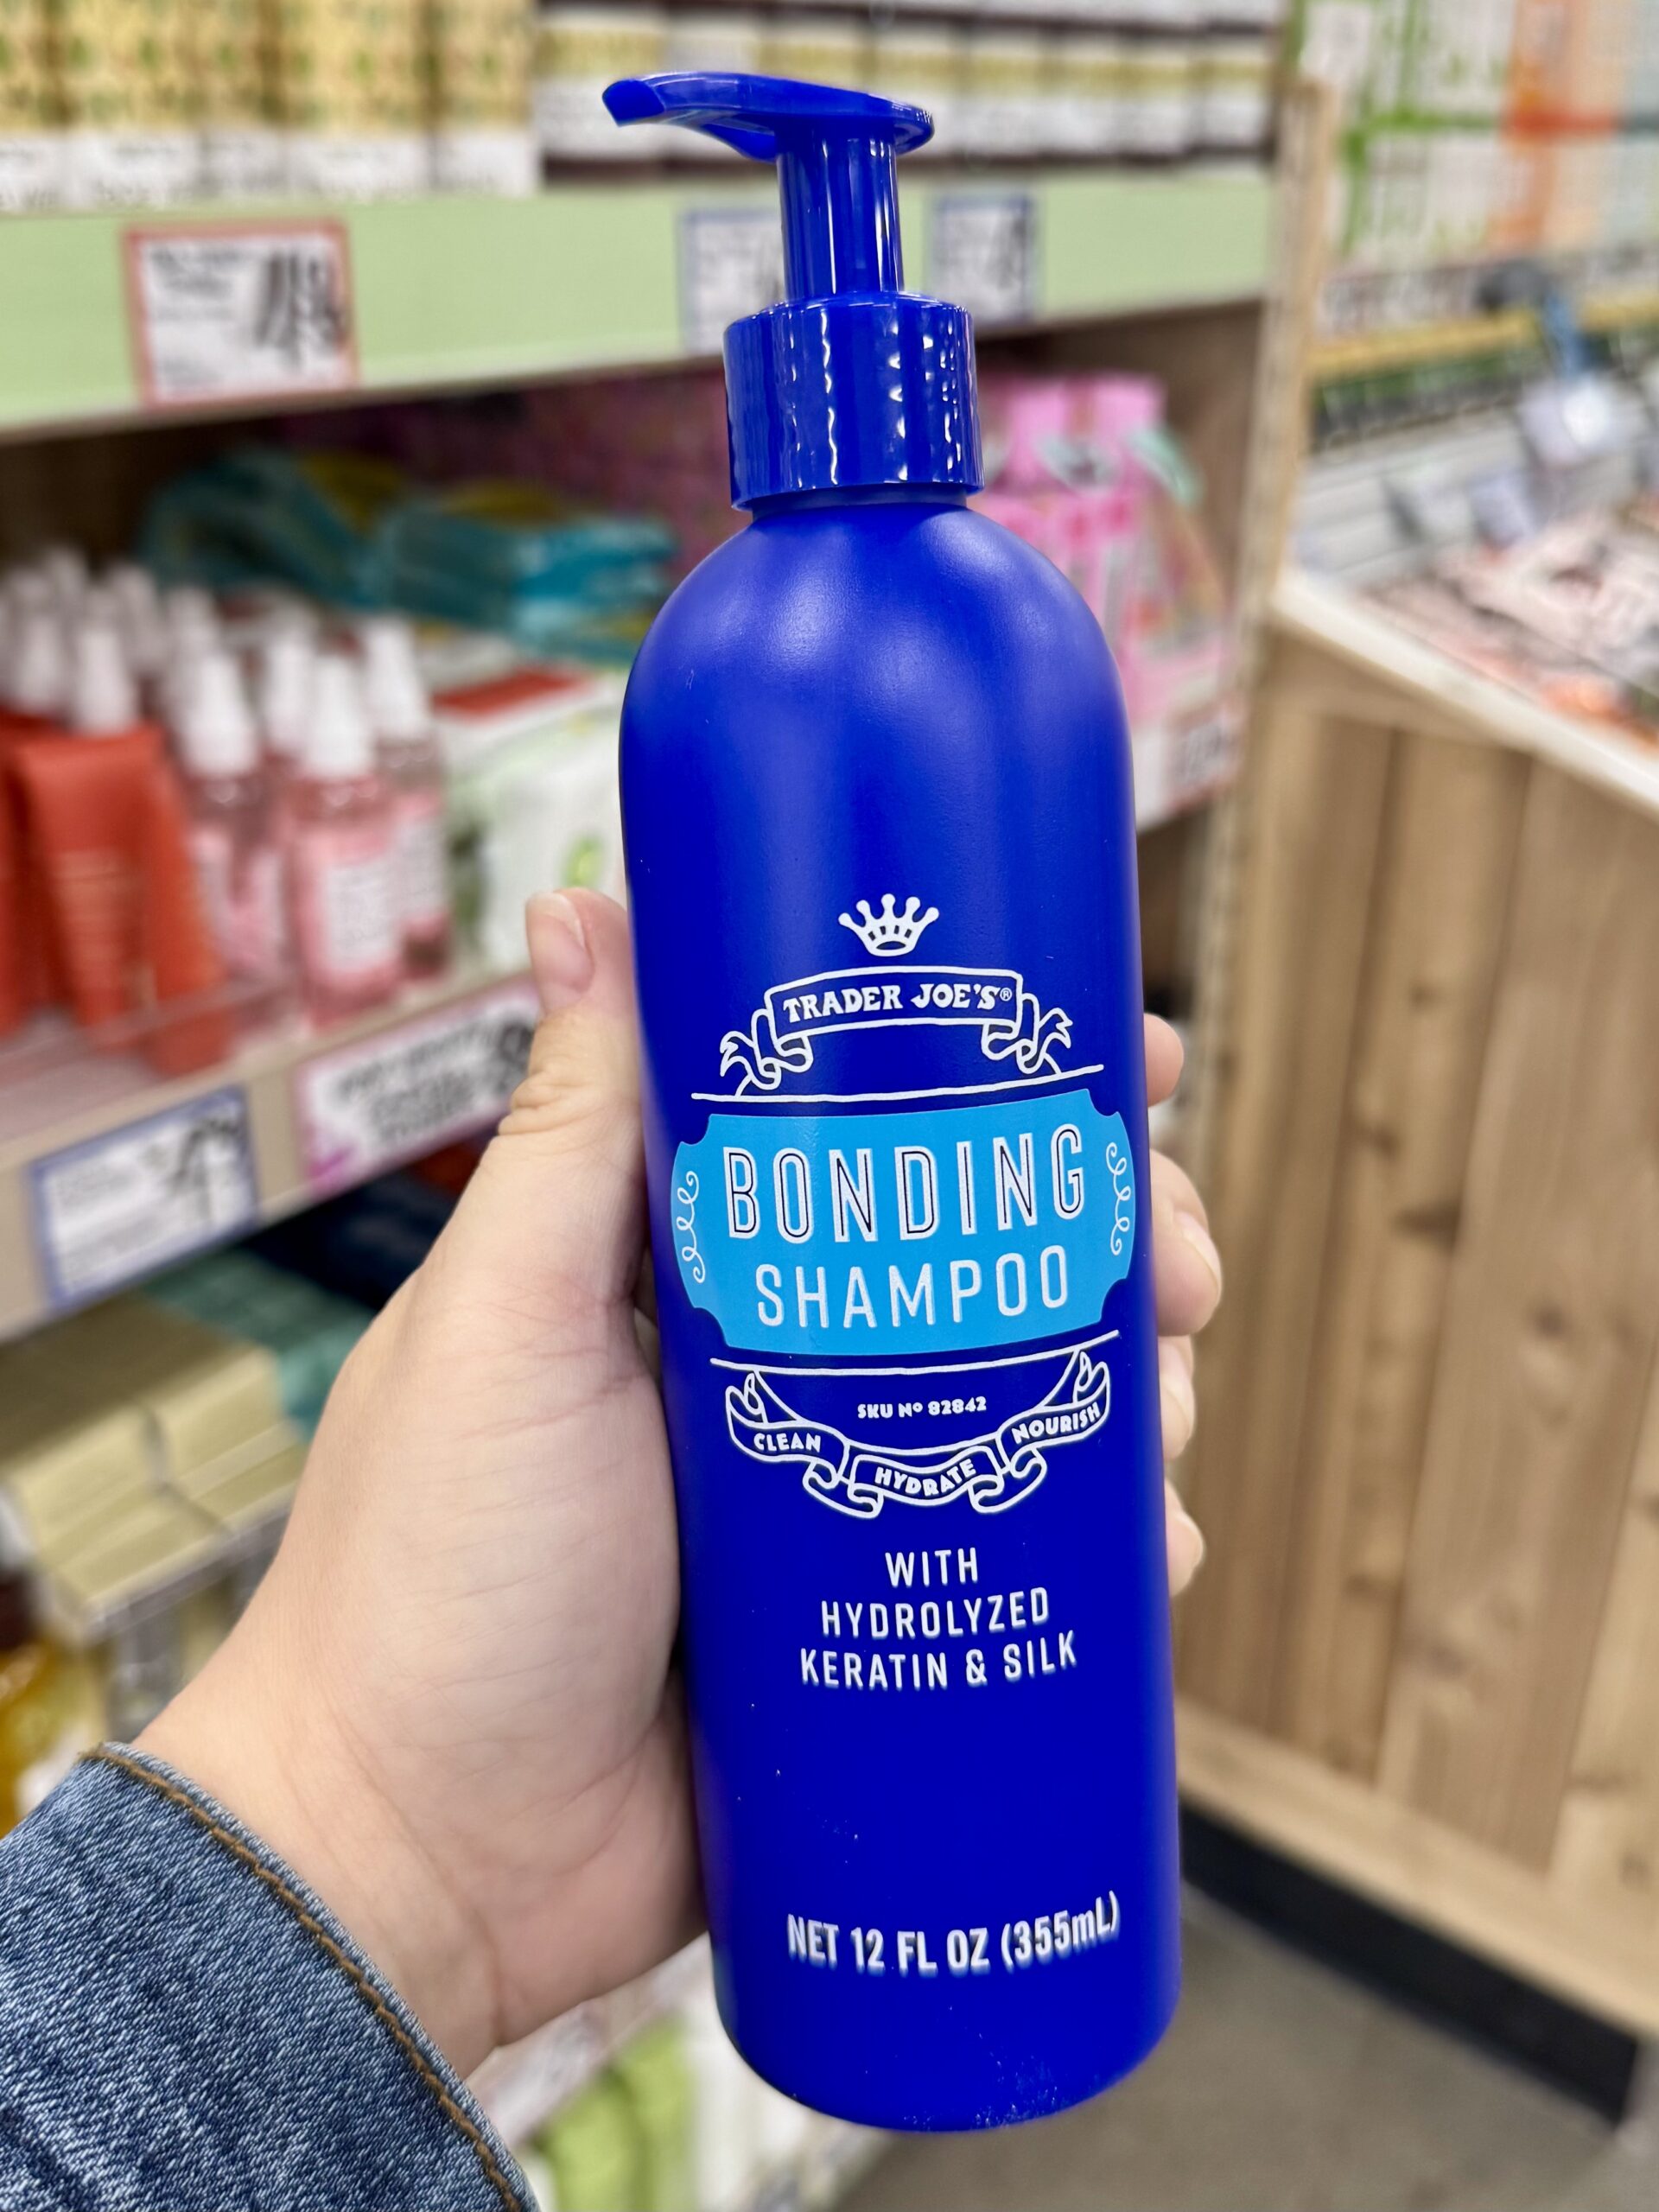 TRADER JOE'S®
BONDING
SHAMPOO
SKU Nº 82842
CLEAN
HYDRATE
NOURISH
WITH
HYDROLYZED
KERATIN & SILK
NET 12 FL OZ (355mL)